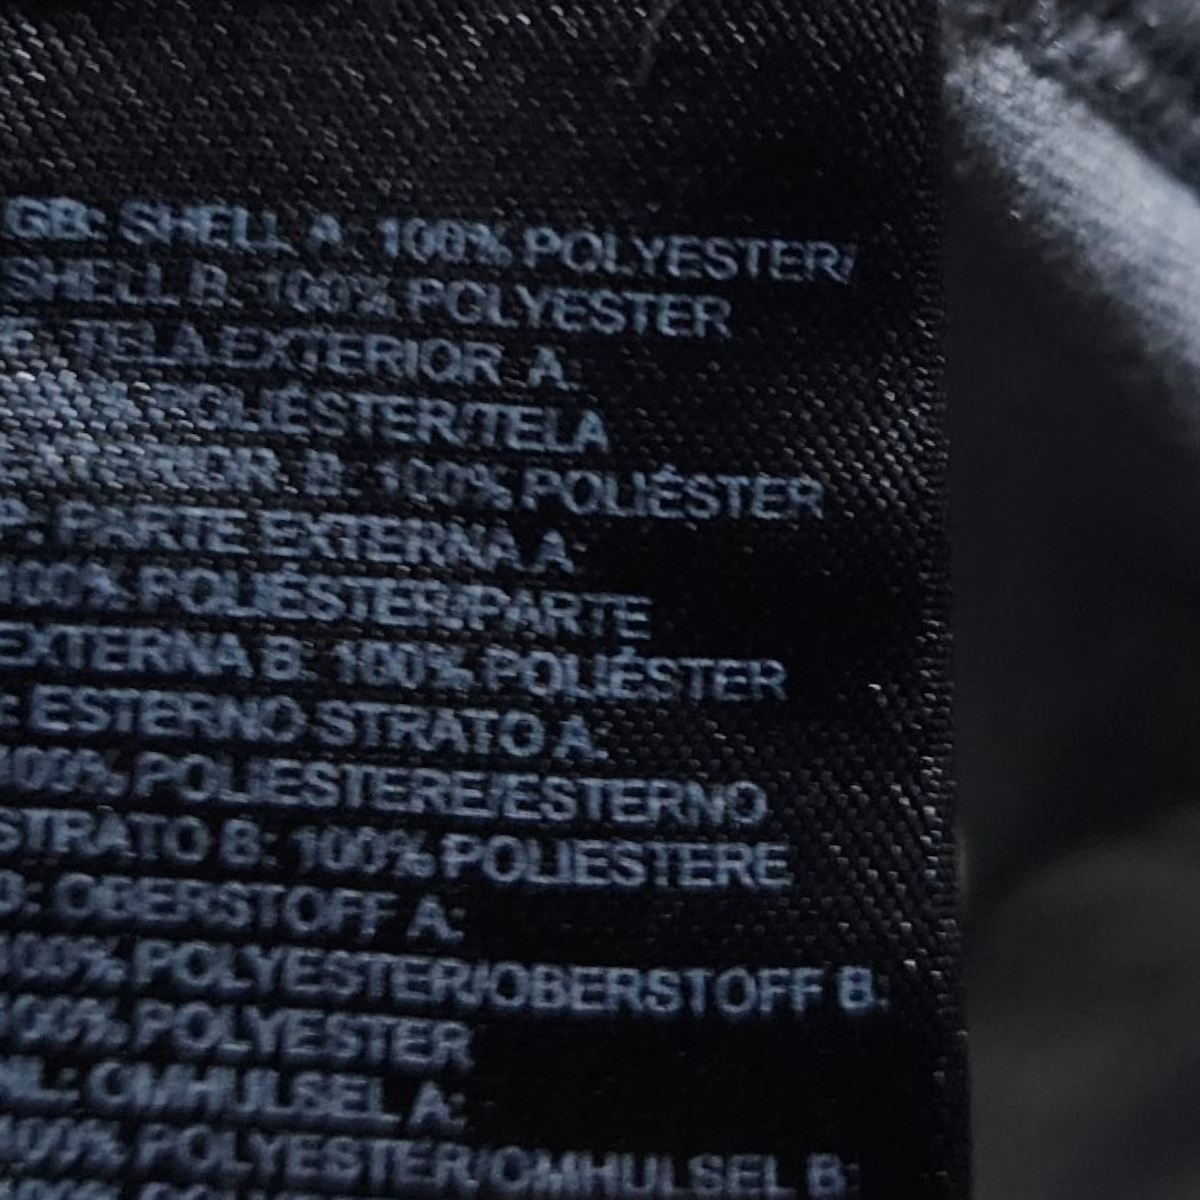 GB: SHELL A: 100% POLYESTER/
SHELL B: 100% POLYESTER
TELA EXTERIOR A:
100% POLIÉSTER/TELA
EXTERIOR B: 100% POLIÉSTER
P: PARTE EXTERNA A:
100% POLIÉSTER/PARTE
EXTERNA B: 100% POLIÉSTER
: ESTERNO STRATO A:
100% POLIESTERE/ESTERNO
STRATO B: 100% POLIESTERE
D: OBERSTOFF A:
100% POLYESTER/OBERSTOFF B:
100% POLYESTER
NL: OMHULSEL A:
100% POLYESTER/OMHULSEL B: